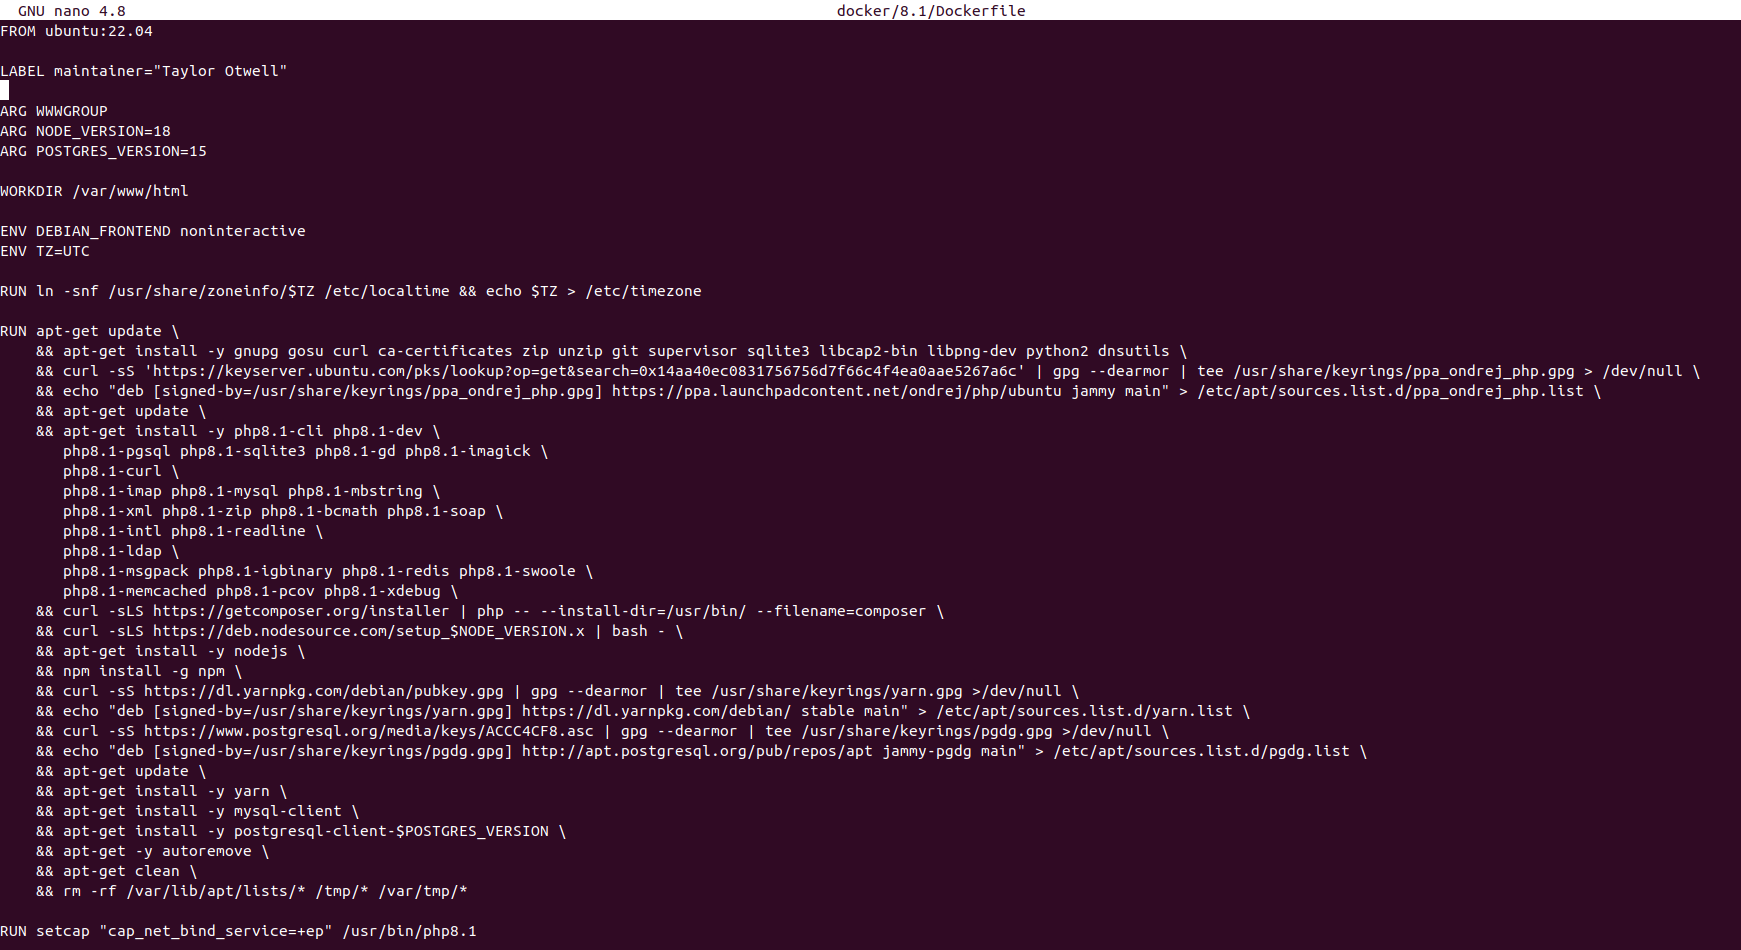 GNU nano 4.8 docker/8.1/Dockerfile
FROM ubuntu:22.04
LABEL maintainer="Taylor Otwell"
ARG WWWGROUP
ARG NODE_VERSION=18
ARG POSTGRES_VERSION=15
WORKDIR /var/www/html
ENV DEBIAN_FRONTEND noninteractive
ENV TZ=UTC
RUN ln -snf /usr/share/zoneinfo/$TZ /etc/localtime && echo $TZ > /etc/timezone
RUN apt-get update \
    && apt-get install -y gnupg gosu curl ca-certificates zip unzip git supervisor sqlite3 libcap2-bin libpng-dev python2 dnsutils \
    && curl -sS 'https://keyserver.ubuntu.com/pks/lookup?op=get&search=0x14aa40ec0831756756d7f66c4f4ea0aae5267a6c' | gpg --dearmor | tee /usr/share/keyrings/ppa_ondrej_php.gpg > /dev/null \
    && echo "deb [signed-by=/usr/share/keyrings/ppa_ondrej_php.gpg] https://ppa.launchpadcontent.net/ondrej/php/ubuntu jammy main" > /etc/apt/sources.list.d/ppa_ondrej_php.list \
    && apt-get update \
    && apt-get install -y php8.1-cli php8.1-dev \
       php8.1-pgsql php8.1-sqlite3 php8.1-gd php8.1-imagick \
       php8.1-curl \
       php8.1-imap php8.1-mysql php8.1-mbstring \
       php8.1-xml php8.1-zip php8.1-bcmath php8.1-soap \
       php8.1-intl php8.1-readline \
       php8.1-ldap \
       php8.1-msgpack php8.1-igbinary php8.1-redis php8.1-swoole \
       php8.1-memcached php8.1-pcov php8.1-xdebug \
    && curl -sLS https://getcomposer.org/installer | php -- --install-dir=/usr/bin/ --filename=composer \
    && curl -sLS https://deb.nodesource.com/setup_$NODE_VERSION.x | bash - \
    && apt-get install -y nodejs \
    && npm install -g npm \
    && curl -sS https://dl.yarnpkg.com/debian/pubkey.gpg | gpg --dearmor | tee /usr/share/keyrings/yarn.gpg >/dev/null \
    && echo "deb [signed-by=/usr/share/keyrings/yarn.gpg] https://dl.yarnpkg.com/debian/ stable main" > /etc/apt/sources.list.d/yarn.list \
    && curl -sS https://www.postgresql.org/media/keys/ACCC4CF8.asc | gpg --dearmor | tee /usr/share/keyrings/pgdg.gpg >/dev/null \
    && echo "deb [signed-by=/usr/share/keyrings/pgdg.gpg] http://apt.postgresql.org/pub/repos/apt jammy-pgdg main" > /etc/apt/sources.list.d/pgdg.list \
    && apt-get update \
    && apt-get install -y yarn \
    && apt-get install -y mysql-client \
    && apt-get install -y postgresql-client-$POSTGRES_VERSION \
    && apt-get -y autoremove \
    && apt-get clean \
    && rm -rf /var/lib/apt/lists/* /tmp/* /var/tmp/*
RUN setcap "cap_net_bind_service=+ep" /usr/bin/php8.1